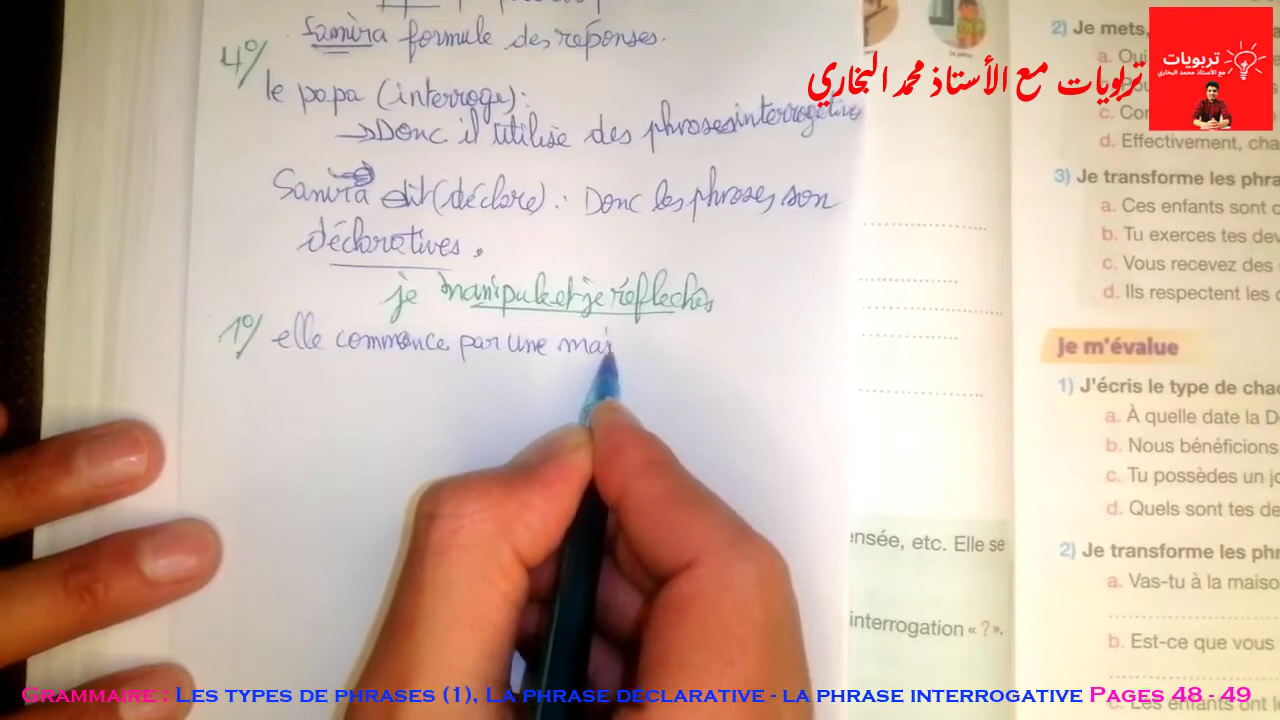 Samira formule des réponses.
4°/
le papa (interroge):
→ Donc il utilise des phrases interrogative
Samira dit (déclare) : Donc les phrases son
déclaratives,
je manipule et je réfléchis
1°/ elle commence par une mai
تربويات مع الأستاذ محمد البخاري
تربويات
مع الاستاذ محمد البخاري
2) Je mets,
a. Oui
c. Con
d. Effectivement, cha
3) Je transforme les phra
a. Ces enfants sont
b. Tu exerces tes dev
c. Vous recevez des
d. Ils respectent les
Je m'évalue
1) J'écris le type de chac
a. À quelle date la D
b. Nous bénéficions
c. Tu possèdes un jo
d. Quels sont tes de
2) Je transforme les phr
a. Vas-tu à la maiso
b. Est-ce que vous
c. Les enfants ont l
ensée, etc. Elle se
interrogation « ? ».
Grammaire : Les types de phrases (1), La phrase déclarative - la phrase interrogative Pages 48 - 49